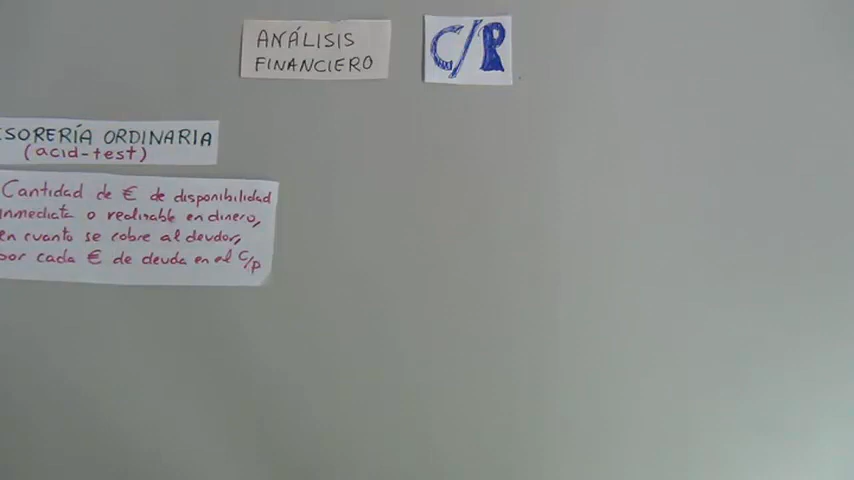 ANÁLISIS
FINANCIERO
C/P
ESORERÍA ORDINARIA
(acid-test)
Cantidad de € de disponibilidad
inmediata o realizable en dinero,
en cuanto se cobre al deudor,
por cada € de deuda en el C/p